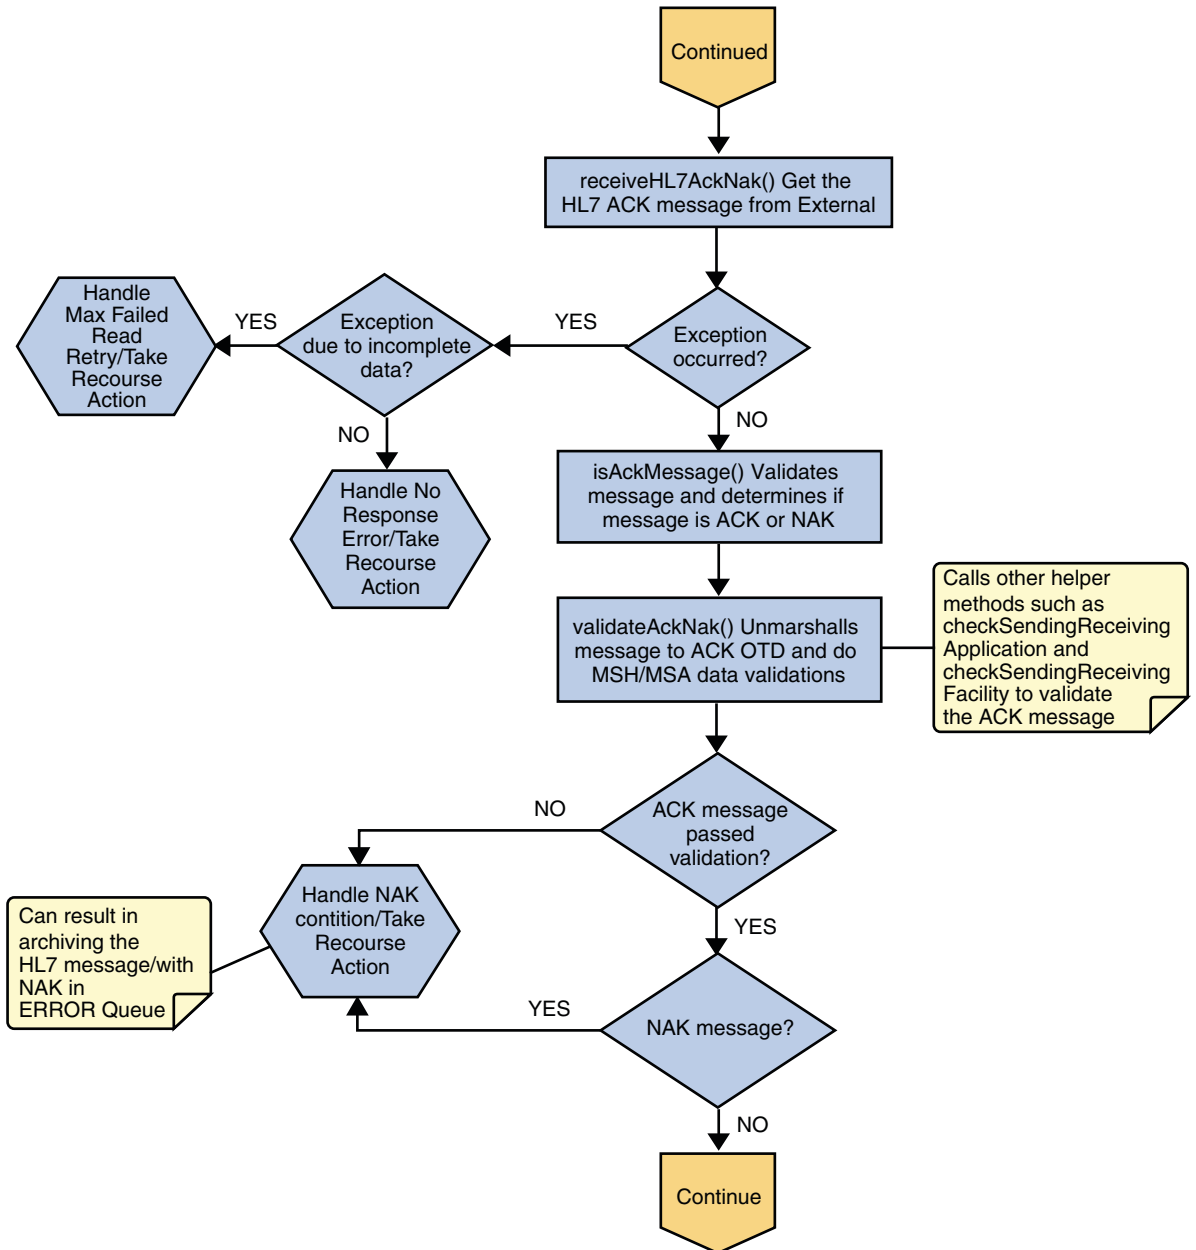 Continued
receiveHL7AckNak() Get the
HL7 ACK message from External
Exception
occurred?
YES
Exception
due to incomplete
data?
YES
Handle
Max Failed
Read
Retry/Take
Recourse
Action
NO
Handle No
Response
Error/Take
Recourse
Action
NO
isAckMessage() Validates
message and determines if
message is ACK or NAK
validateAckNak() Unmarshalls
message to ACK OTD and do
MSH/MSA data validations
Calls other helper
methods such as
checkSendingReceiving
Application and
checkSendingReceiving
Facility to validate
the ACK message
ACK message
passed
validation?
NO
Handle NAK
contition/Take
Recourse
Action
Can result in
archiving the
HL7 message/with
NAK in
ERROR Queue
YES
NAK message?
YES
NO
Continue